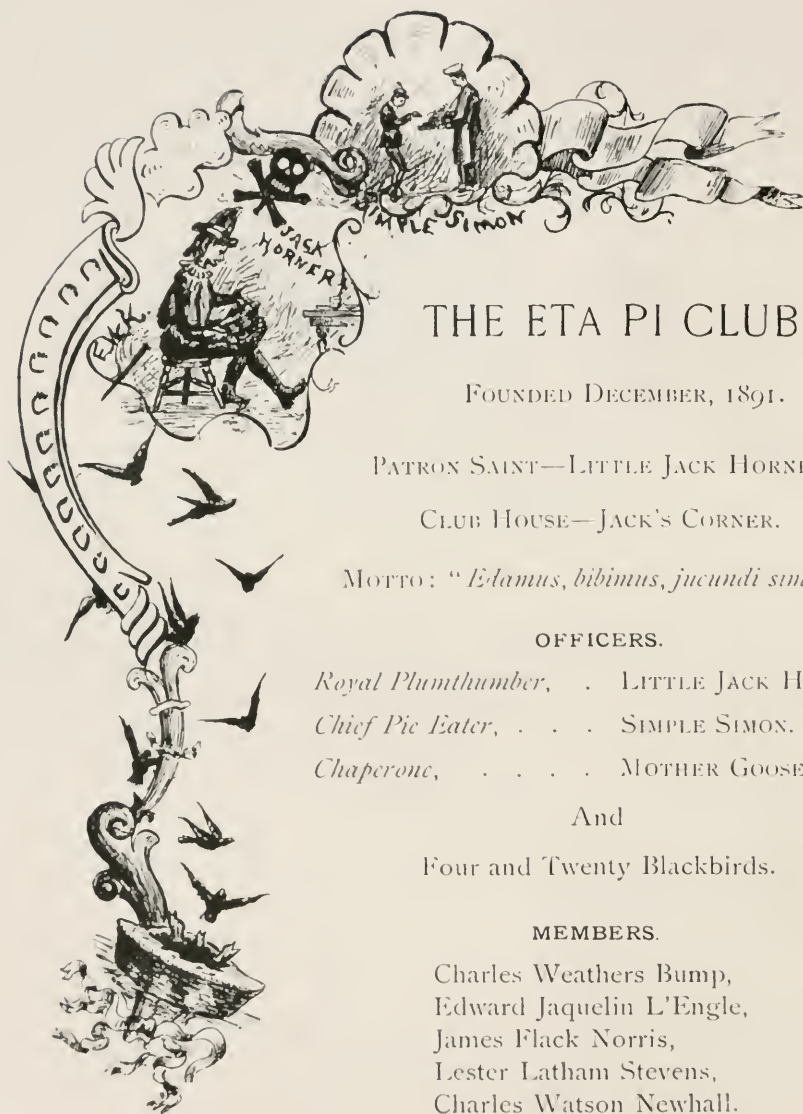 SIMPLE SIMON
JACK
HORNER
E.W.K.
THE ETA PI CLUB
FOUNDED DECEMBER, 1891.
PATRON SAINT—LITTLE JACK HORNE
CLUB HOUSE—JACK'S CORNER.
MOTTO: "Edamus, bibimus, jucundi sim
OFFICERS.
Royal Plumthumber, . LITTLE JACK H
Chief Pie Eater, . . . SIMPLE SIMON.
Chaperone, . . . . MOTHER GOOSE
And
Four and Twenty Blackbirds.
MEMBERS.
Charles Weathers Bump,
Edward Jaquelin L'Engle,
James Flack Norris,
Lester Latham Stevens,
Charles Watson Newhall.